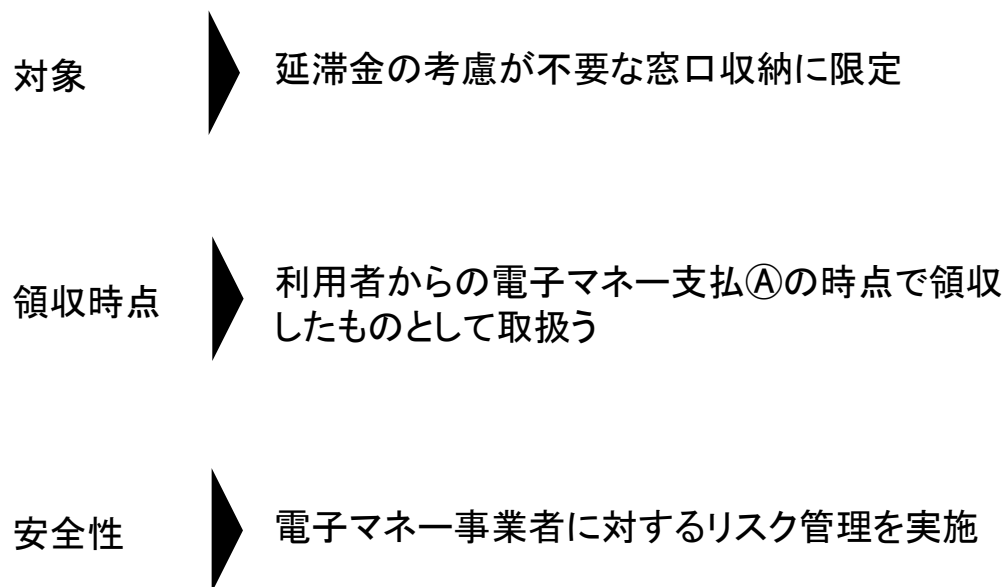 対象
延滞金の考慮が不要な窓口収納に限定
領収時点
利用者からの電子マネー支払Ⓐの時点で領収
したものとして取扱う
安全性
電子マネー事業者に対するリスク管理を実施